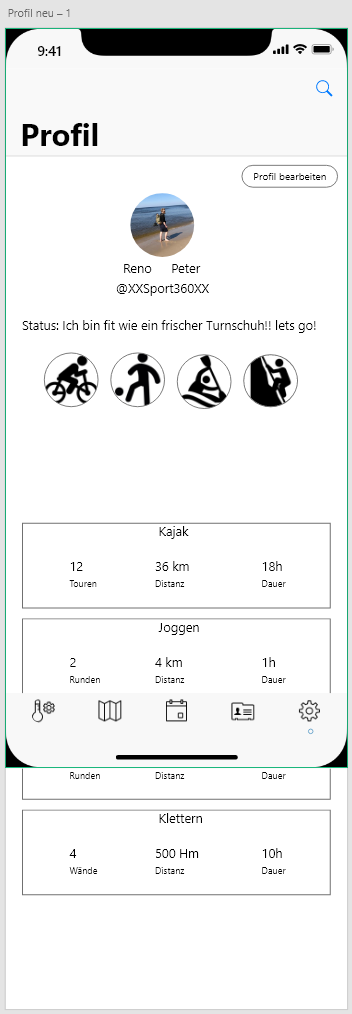 Profil neu – 1
9:41
Profil
Profil bearbeiten
Reno Peter
@XXSport360XX
Status: Ich bin fit wie ein frischer Turnschuh!! lets go!
Kajak
12 36 km 18h
Touren Distanz Dauer
Joggen
2 4 km 1h
Runden Distanz Dauer
Runden Distanz Dauer
Klettern
4 500 Hm 10h
Wände Distanz Dauer